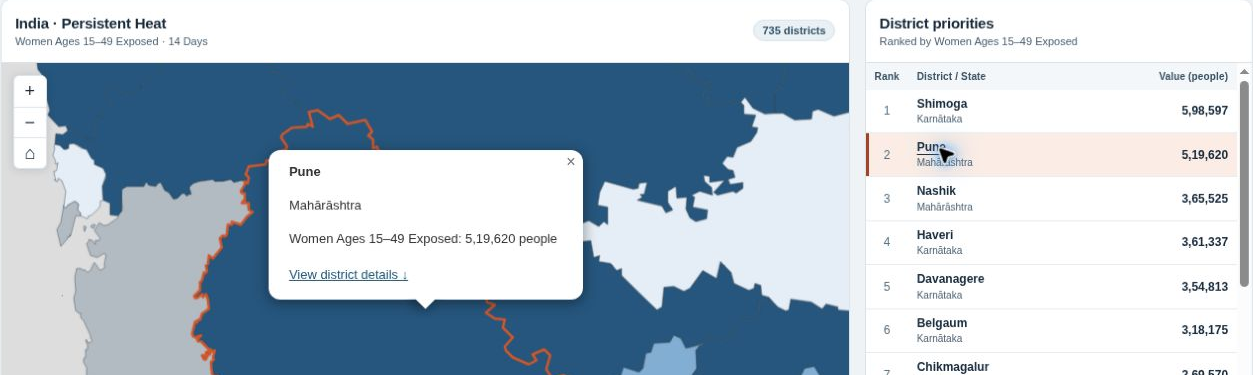 India · Persistent Heat
Women Ages 15–49 Exposed · 14 Days
735 districts
+
−
⌂
Pune
×
Mahārāshtra
Women Ages 15–49 Exposed: 5,19,620 people
View district details ↓
District priorities
Ranked by Women Ages 15–49 Exposed
Rank District / State Value (people)
1 Shimoga 5,98,597
Karnātaka
2 Pune 5,19,620
Mahārāshtra
3 Nashik 3,65,525
Mahārāshtra
4 Haveri 3,61,337
Karnātaka
5 Davanagere 3,54,813
Karnātaka
6 Belgaum 3,18,175
Karnātaka
7 Chikmagalur 2,69,570